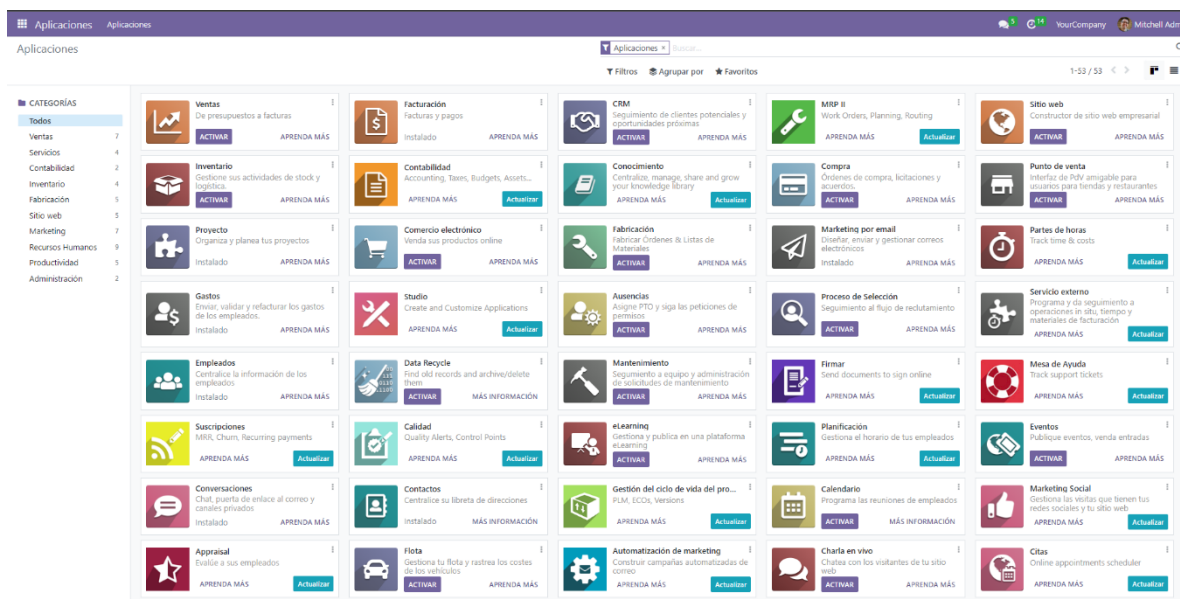 Aplicaciones Aplicaciones 5 14 YourCompany Mitchell Adm
Aplicaciones
Aplicaciones × Buscar...
Filtros Agrupar por Favoritos 1-53 / 53
CATEGORÍAS
Todos
Ventas 7
Servicios 4
Contabilidad 2
Inventario 4
Fabricación 5
Sitio web 5
Marketing 7
Recursos Humanos 9
Productividad 5
Administración 2
Ventas
De presupuestos a facturas
ACTIVAR APRENDA MÁS
Facturación
Facturas y pagos
Instalado APRENDA MÁS
CRM
Seguimiento de clientes potenciales y
oportunidades próximas
ACTIVAR APRENDA MÁS
MRP II
Work Orders, Planning, Routing
APRENDA MÁS Actualizar
Sitio web
Constructor de sitio web empresarial
ACTIVAR APRENDA MÁS
Inventario
Gestione sus actividades de stock y
logística.
ACTIVAR APRENDA MÁS
Contabilidad
Accounting, Taxes, Budgets, Assets...
APRENDA MÁS Actualizar
Conocimiento
Centralize, manage, share and grow
your knowledge library
APRENDA MÁS Actualizar
Compra
Órdenes de compra, licitaciones y
acuerdos.
ACTIVAR APRENDA MÁS
Punto de venta
Interfaz de PdV amigable para
usuarios para tiendas y restaurantes
ACTIVAR APRENDA MÁS
Proyecto
Organiza y planea tus proyectos
Instalado APRENDA MÁS
Comercio electrónico
Venda sus productos online
ACTIVAR APRENDA MÁS
Fabricación
Fabricar Órdenes & Listas de
Materiales
ACTIVAR APRENDA MÁS
Marketing por email
Diseñar, enviar y gestionar correos
electrónicos
Instalado APRENDA MÁS
Partes de horas
Track time & costs
APRENDA MÁS Actualizar
Gastos
Enviar, validar y refacturar los gastos
de los empleados.
Instalado APRENDA MÁS
Studio
Create and Customize Applications
APRENDA MÁS Actualizar
Ausencias
Asigne PTO y siga las peticiones de
permisos
ACTIVAR APRENDA MÁS
Proceso de Selección
Seguimiento al flujo de reclutamiento
ACTIVAR APRENDA MÁS
Servicio externo
Programa y da seguimiento a
operaciones in situ, tiempo y
materiales de facturación
APRENDA MÁS Actualizar
Empleados
Centralice la información de los
empleados
Instalado APRENDA MÁS
Data Recycle
Find old records and archive/delete
them
ACTIVAR MÁS INFORMACIÓN
Mantenimiento
Seguimiento a equipo y administración
de solicitudes de mantenimiento
ACTIVAR APRENDA MÁS
Firmar
Send documents to sign online
APRENDA MÁS Actualizar
Mesa de Ayuda
Track support tickets
APRENDA MÁS Actualizar
Suscripciones
MRR, Churn, Recurring payments
APRENDA MÁS Actualizar
Calidad
Quality Alerts, Control Points
APRENDA MÁS Actualizar
eLearning
Gestiona y publica en una plataforma
eLearning
ACTIVAR APRENDA MÁS
Planificación
Gestiona el horario de tus empleados
APRENDA MÁS Actualizar
Eventos
Publique eventos, venda entradas
ACTIVAR APRENDA MÁS
Conversaciones
Chat, puerta de enlace al correo y
canales privados
Instalado APRENDA MÁS
Contactos
Centralice su libreta de direcciones
Instalado MÁS INFORMACIÓN
Gestión del ciclo de vida del pro...
PLM, ECOs, Versions
APRENDA MÁS Actualizar
Calendario
Programa las reuniones de empleados
ACTIVAR MÁS INFORMACIÓN
Marketing Social
Gestiona las visitas que tienen tus
redes sociales y tu sitio web
APRENDA MÁS Actualizar
Appraisal
Evalúe a sus empleados
APRENDA MÁS Actualizar
Flota
Gestiona tu flota y rastrea los costes
de los vehículos
ACTIVAR APRENDA MÁS
Automatización de marketing
Construir campañas automatizadas de
correo
APRENDA MÁS Actualizar
Charla en vivo
Chatea con los visitantes de tu sitio
web
ACTIVAR APRENDA MÁS
Citas
Online appointments scheduler
APRENDA MÁS Actualizar